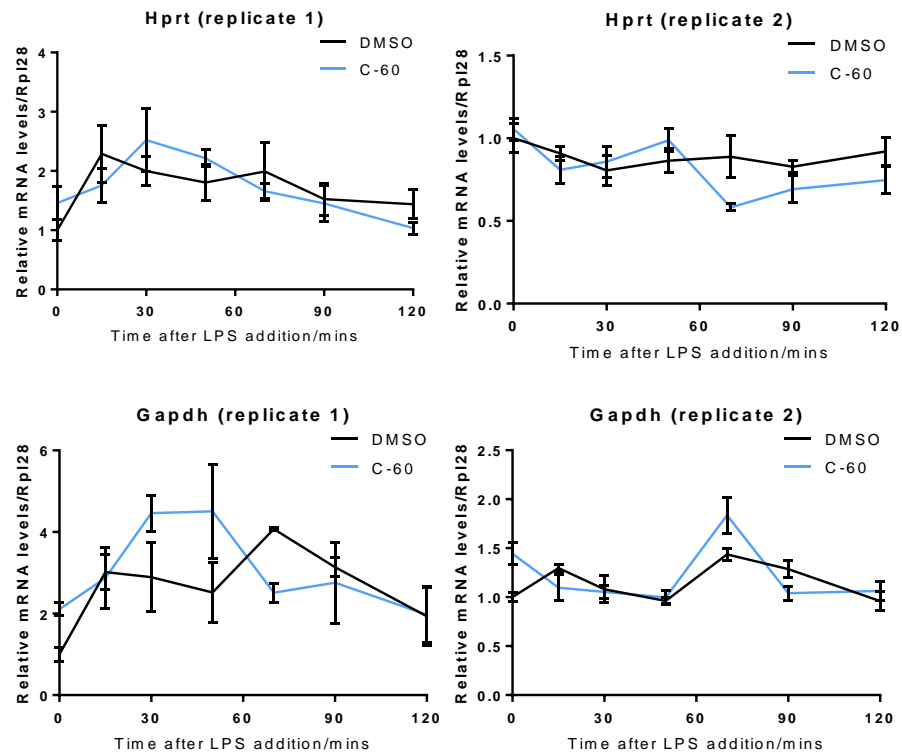 Hprt (replicate 1)
DMSO
C-60
Relative mRNA levels/Rpl28
4
3
2
1
0
0 30 60 90 120
Time after LPS addition/mins
Hprt (replicate 2)
DMSO
C-60
Relative mRNA levels/Rpl28
1.5
1.0
0.5
0.0
0 30 60 90 120
Time after LPS addition/mins
Gapdh (replicate 1)
DMSO
C-60
Relative mRNA levels/Rpl28
6
4
2
0
0 30 60 90 120
Time after LPS addition/mins
Gapdh (replicate 2)
DMSO
C-60
Relative mRNA levels/Rpl28
2.5
2.0
1.5
1.0
0.5
0.0
0 30 60 90 120
Time after LPS addition/mins